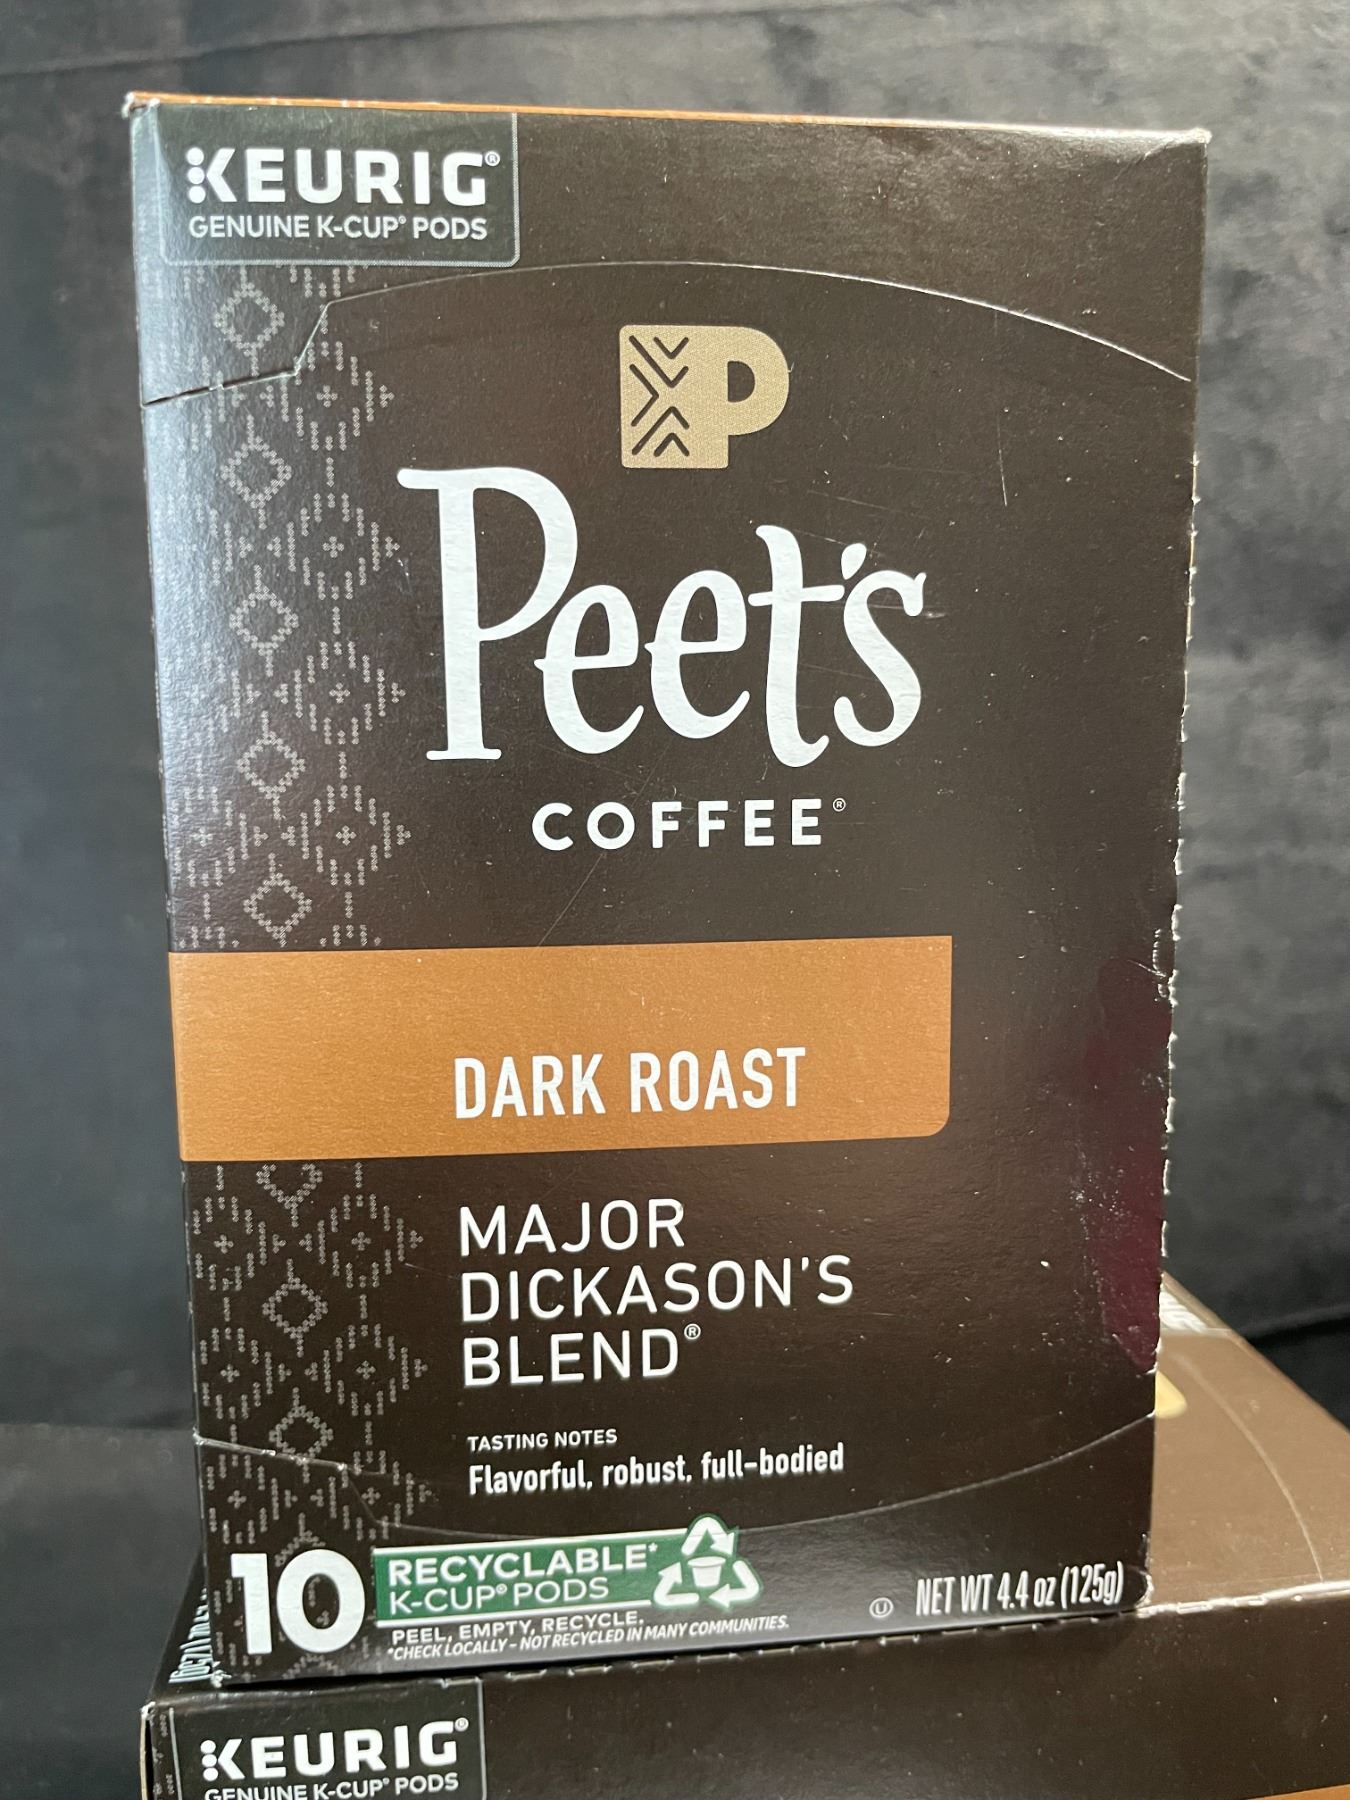 KEURIG®
GENUINE K-CUP® PODS
P
Peet's
COFFEE®
DARK ROAST
MAJOR
DICKASON'S
BLEND®
TASTING NOTES
Flavorful, robust, full-bodied
10
RECYCLABLE*
K-CUP® PODS
PEEL, EMPTY, RECYCLE.
*CHECK LOCALLY – NOT RECYCLED IN MANY COMMUNITIES.
U
NET WT 4.4 oz (125g)
KEURIG®
GENUINE K-CUP® PODS